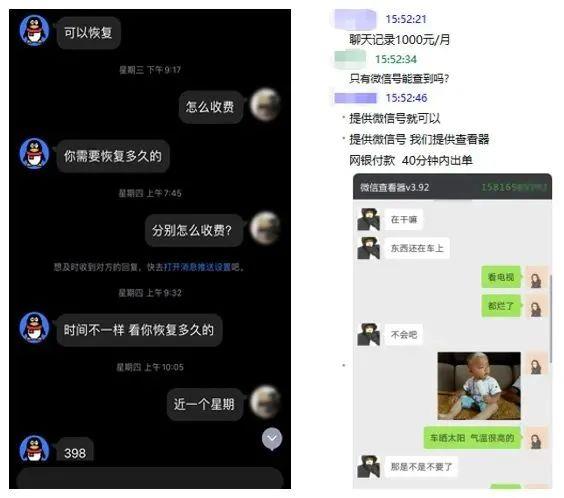 可以恢复
星期三 下午9:17
怎么收费
你需要恢复多久的
星期四 上午7:45
分别怎么收费?
想及时收到对方的回复，快去打开消息推送设置吧。
星期四 上午9:32
时间不一样 看你恢复多久的
星期四 上午10:05
近一个星期
398
15:52:21
聊天记录1000元/月
15:52:34
只有微信号能查到吗?
15:52:46
提供微信号就可以
提供微信号 我们提供查看器
网银付款 40分钟内出单
微信查看器v3.92
在干嘛
东西还在车上
看电视
都烂了
不会吧
车晒太阳 气温很高的
那是不是不要了